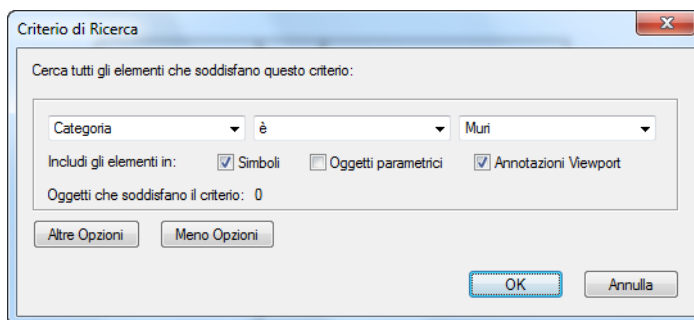 Criterio di Ricerca
Cerca tutti gli elementi che soddisfano questo criterio:
Categoria è Muri
Includi gli elementi in: Simboli Oggetti parametrici Annotazioni Viewport
Oggetti che soddisfano il criterio: 0
Altre Opzioni Meno Opzioni
OK Annulla